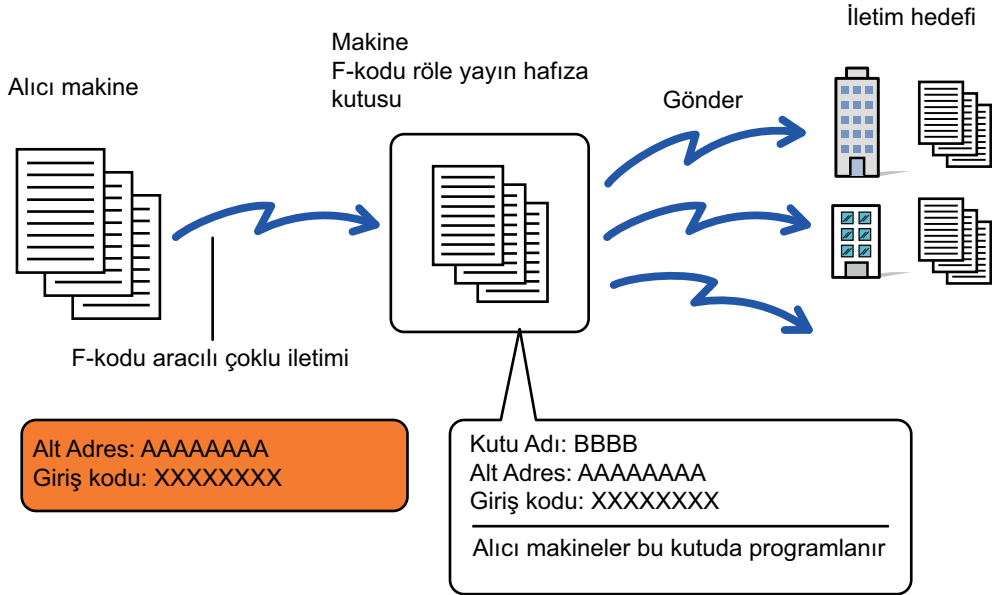 İletim hedefi
Makine
F-kodu röle yayın hafıza
kutusu
Alıcı makine
Gönder
F-kodu aracılı çoklu iletimi
Alt Adres: AAAAAAAA
Giriş kodu: XXXXXXXX
Kutu Adı: BBBB
Alt Adres: AAAAAAAA
Giriş kodu: XXXXXXXX
Alıcı makineler bu kutuda programlanır